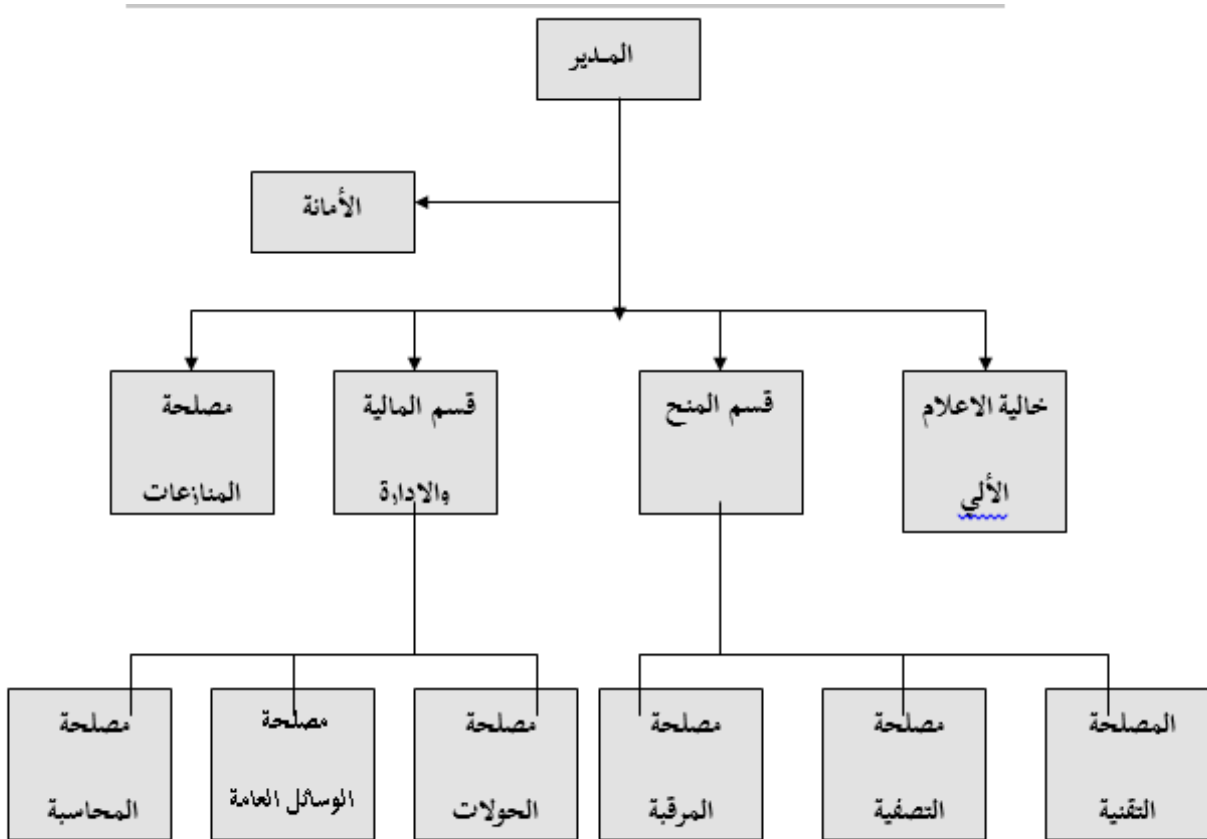 المـدير
الأمانة
خالية الاعلام
الألي
قسم المنح
قسم المالية
والادارة
مصلحة
المنازعات
المصلحة
التقنية
مصلحة
التصفية
مصلحة
المرقبة
مصلحة
الحولات
مصلحة
الوسائل العامة
مصلحة
المحاسبة